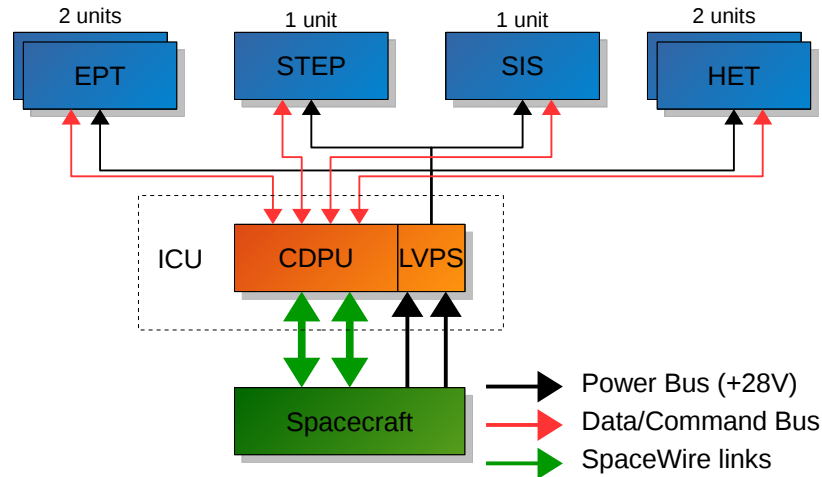 2 units
1 unit
1 unit
2 units
EPT
STEP
SIS
HET
ICU
CDPU
LVPS
Spacecraft
Power Bus (+28V)
Data/Command Bus
SpaceWire links